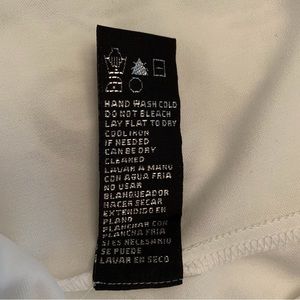 HAND WASH COLD
DO NOT BLEACH
LAY FLAT TO DRY
COOL IRON
IF NEEDED
CAN BE DRY
CLEANED
LAVAR A MANO
CON AGUA FRIA
NO USAR
BLANQUEADOR
HACER SECAR
EXTENDIDO EN
PLANO
PLANCHAR CON
PLANCHA FRIA
SI ES NECESARIO
SE PUEDE
LAVAR EN SECO